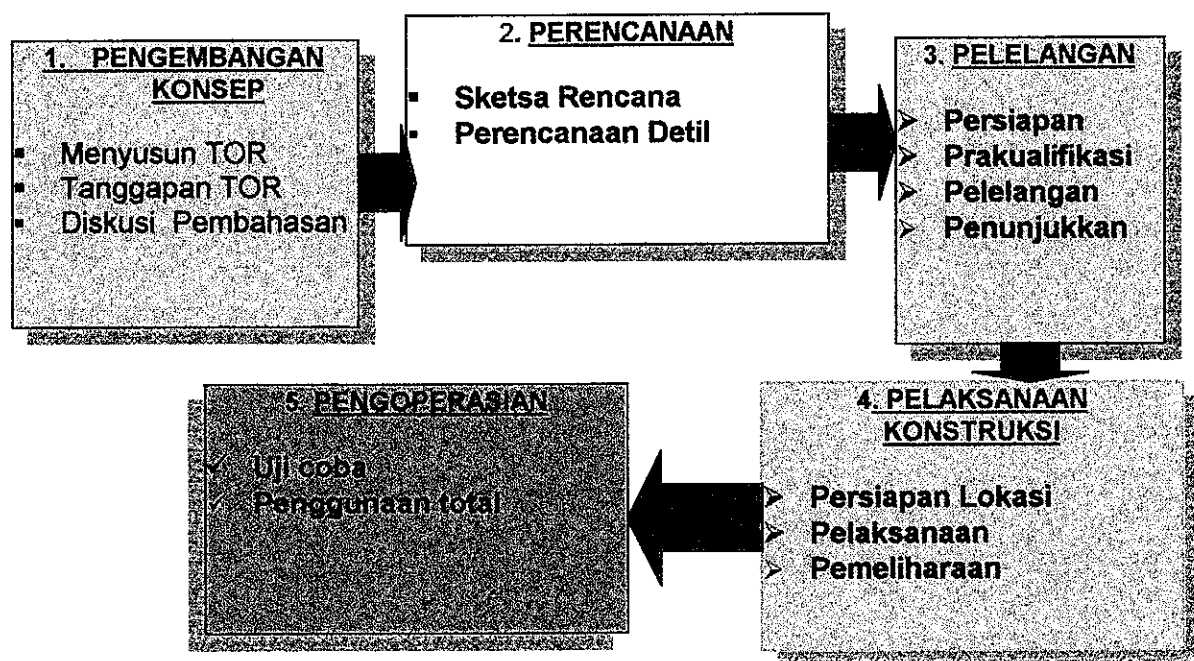 1. PENGEMBANGAN
KONSEP
▪ Menyusun TOR
▪ Tanggapan TOR
▪ Diskusi Pembahasan
2. PERENCANAAN
▪ Sketsa Rencana
▪ Perencanaan Detil
3. PELELANGAN
➢ Persiapan
➢ Prakualifikasi
➢ Pelelangan
➢ Penunjukkan
4. PELAKSANAAN
KONSTRUKSI
➢ Persiapan Lokasi
➢ Pelaksanaan
➢ Pemeliharaan
5. PENGOPERASIAN
✓ Uji coba
✓ Penggunaan total